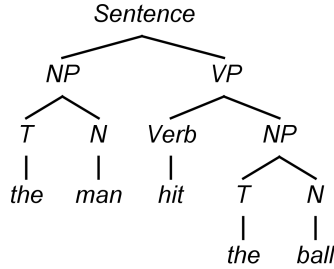 Sentence
NP VP
T N Verb NP
the man hit T N
the ball